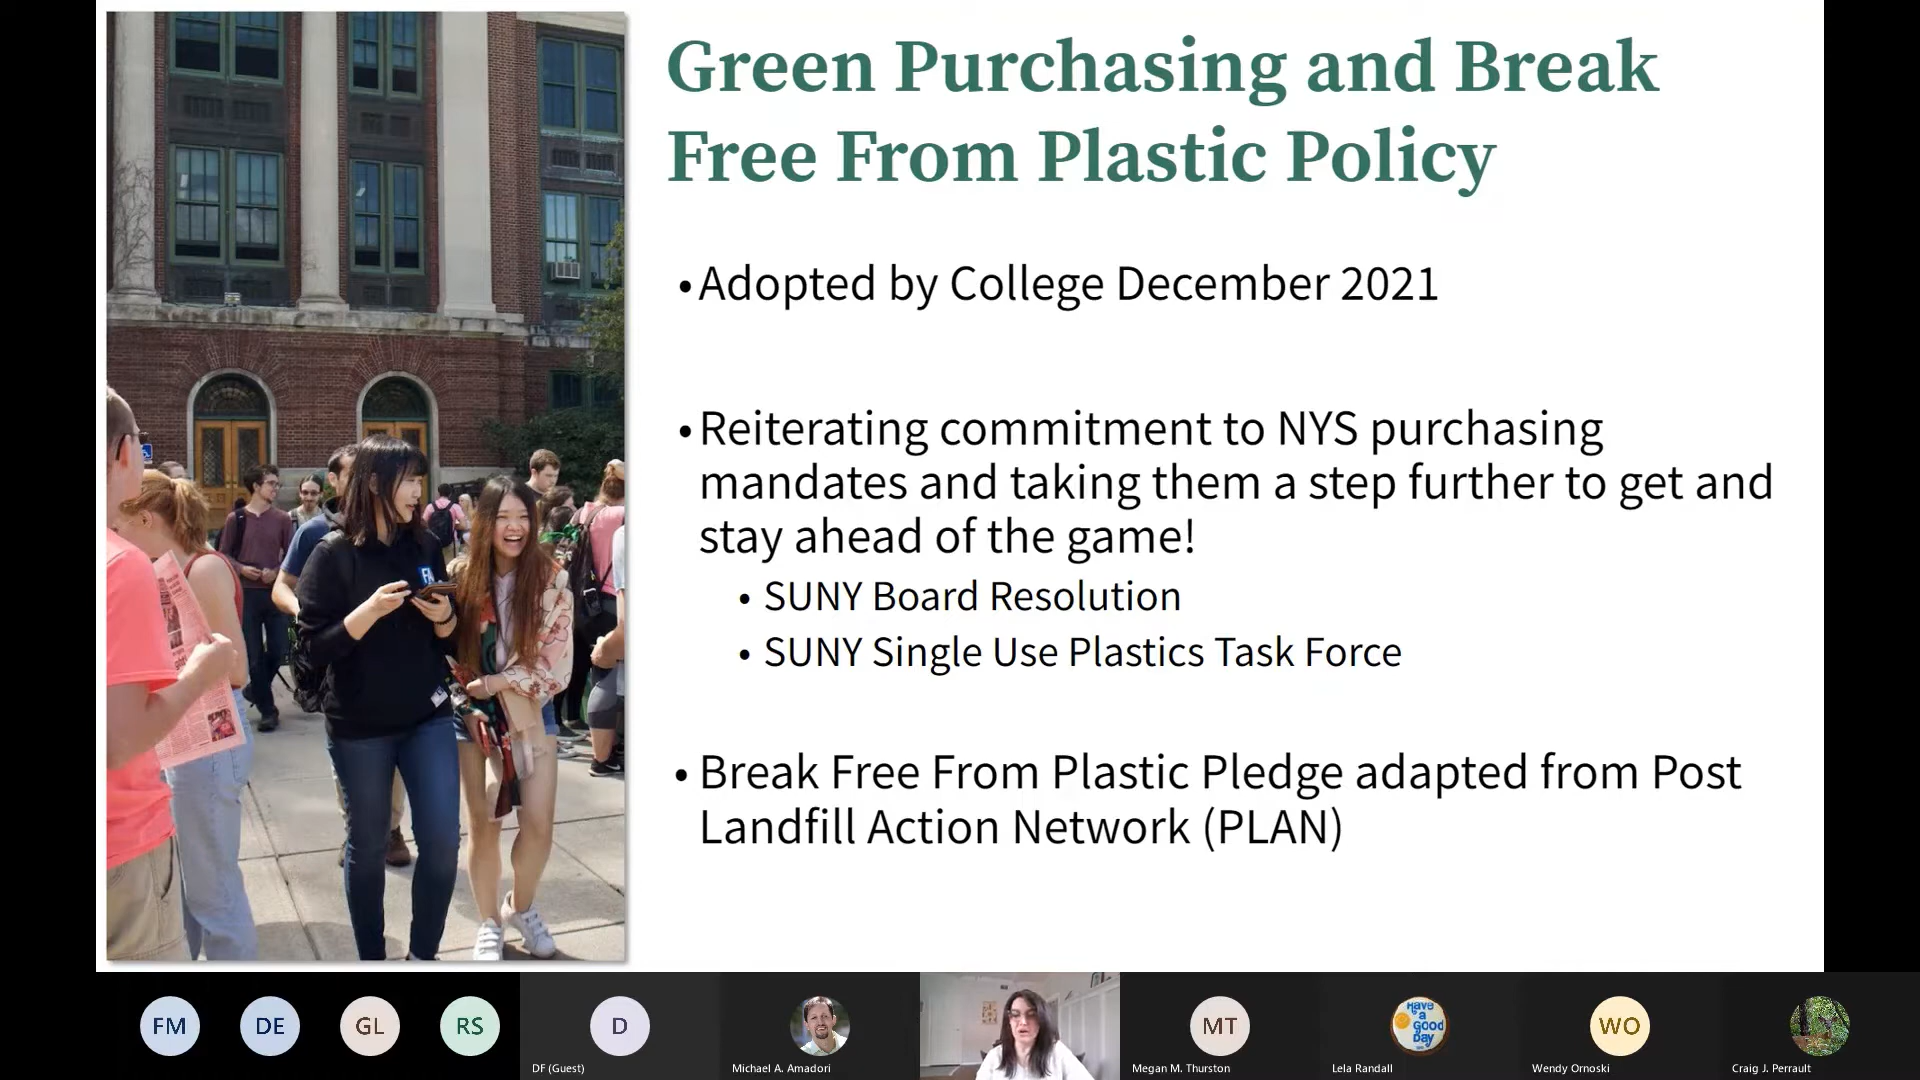 Green Purchasing and Break
Free From Plastic Policy
• Adopted by College December 2021
• Reiterating commitment to NYS purchasing
mandates and taking them a step further to get and
stay ahead of the game!
• SUNY Board Resolution
• SUNY Single Use Plastics Task Force
• Break Free From Plastic Pledge adapted from Post
Landfill Action Network (PLAN)
FM
DE
GL
RS
D
DF (Guest)
Michael A. Amadori
MT
Megan M. Thurston
Have
a
good
Day
Lela Randall
WO
Wendy Ornoski
Craig J. Perrault